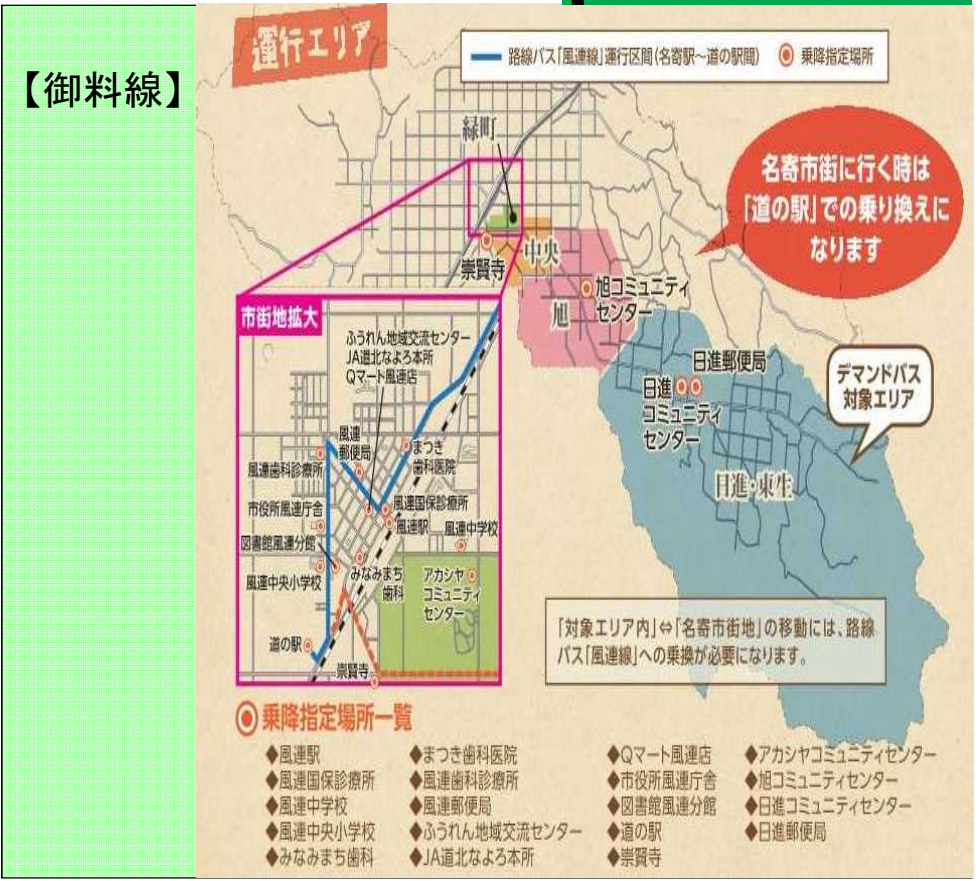 【御料線】
運行エリア
路線バス「風連線」運行区間(名寄駅～道の駅間)
乗降指定場所
緑町
名寄市街に行く時は
「道の駅」での乗り換えに
なります
崇賢寺
中央
旭コミュニティ
センター
旭
市街地拡大
ふうれん地域交流センター
JA道北なよろ本所
Qマート風連店
日進郵便局
日進
コミュニティ
センター
デマンドバス
対象エリア
日進・東生
風連
郵便局
まつき
歯科医院
風連歯科診療所
市役所風連庁舎
風連国保診療所
風連駅
風連中学校
図書館風連分館
風連中央小学校
みなみまち
歯科
アカシヤ
コミュニティ
センター
道の駅
崇賢寺
「対象エリア内」⇔「名寄市街地」の移動には、路線
バス「風連線」への乗換が必要になります。
乗降指定場所一覧
◆風連駅
◆風連国保診療所
◆風連中学校
◆風連中央小学校
◆みなみまち歯科
◆まつき歯科医院
◆風連歯科診療所
◆風連郵便局
◆ふうれん地域交流センター
◆JA道北なよろ本所
◆Qマート風連店
◆市役所風連庁舎
◆図書館風連分館
◆道の駅
◆崇賢寺
◆アカシヤコミュニティセンター
◆旭コミュニティセンター
◆日進コミュニティセンター
◆日進郵便局